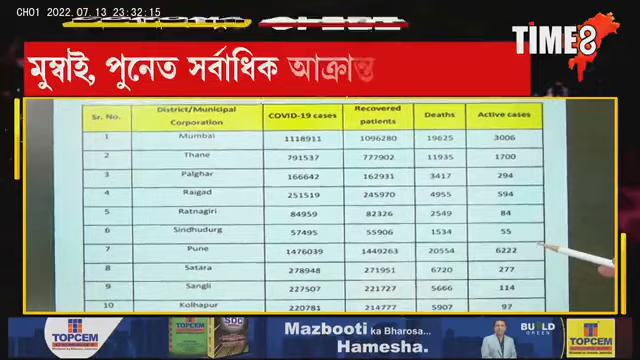 CH01 2022.07.13 23:32:15
TIME8
মুম্বাই, পুনেত সৰ্বাধিক আক্ৰান্ত
Sr. No. District/Municipal Corporation COVID-19 cases Recovered patients Deaths Active cases
1 Mumbai 1118911 1096280 19625 3006
2 Thane 791537 777902 11935 1700
3 Palghar 166642 162931 3417 294
4 Raigad 251519 245970 4955 594
5 Ratnagiri 84959 82326 2549 84
6 Sindhudurg 57495 55906 1534 55
7 Pune 1476039 1449263 20554 6222
8 Satara 278948 271951 6720 277
9 Sangli 227507 221727 5666 114
10 Kolhapur 220781 214777 5907 97
TOPCEM CEMENT
Mazbooti ka Bharosa...
Hamesha.
BUILD GREEN
TOPCEM CEMENT